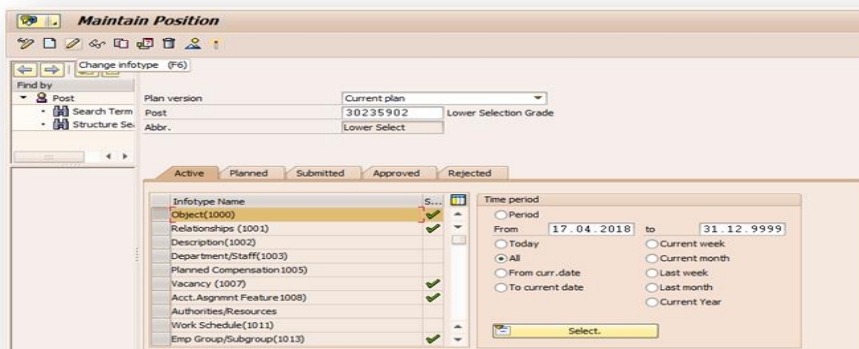 Maintain Position
Change infotype (F6)
Find by
Post
Search Term
Structure Se
Plan version Current plan
Post 30235902 Lower Selection Grade
Abbr. Lower Select
Active Planned Submitted Approved Rejected
Infotype Name S...
Object(1000)
Relationships (1001)
Description(1002)
Department/Staff(1003)
Planned Compensation 1005)
Vacancy (1007)
Acct.Asgnmnt Feature 1008)
Authorities/Resources
Work Schedule(1011)
Emp Group/Subgroup(1013)
Time period
Period
From 17.04.2018 to 31.12.9999
Today Current week
All Current month
From curr.date Last week
To current date Last month
Current Year
Select.